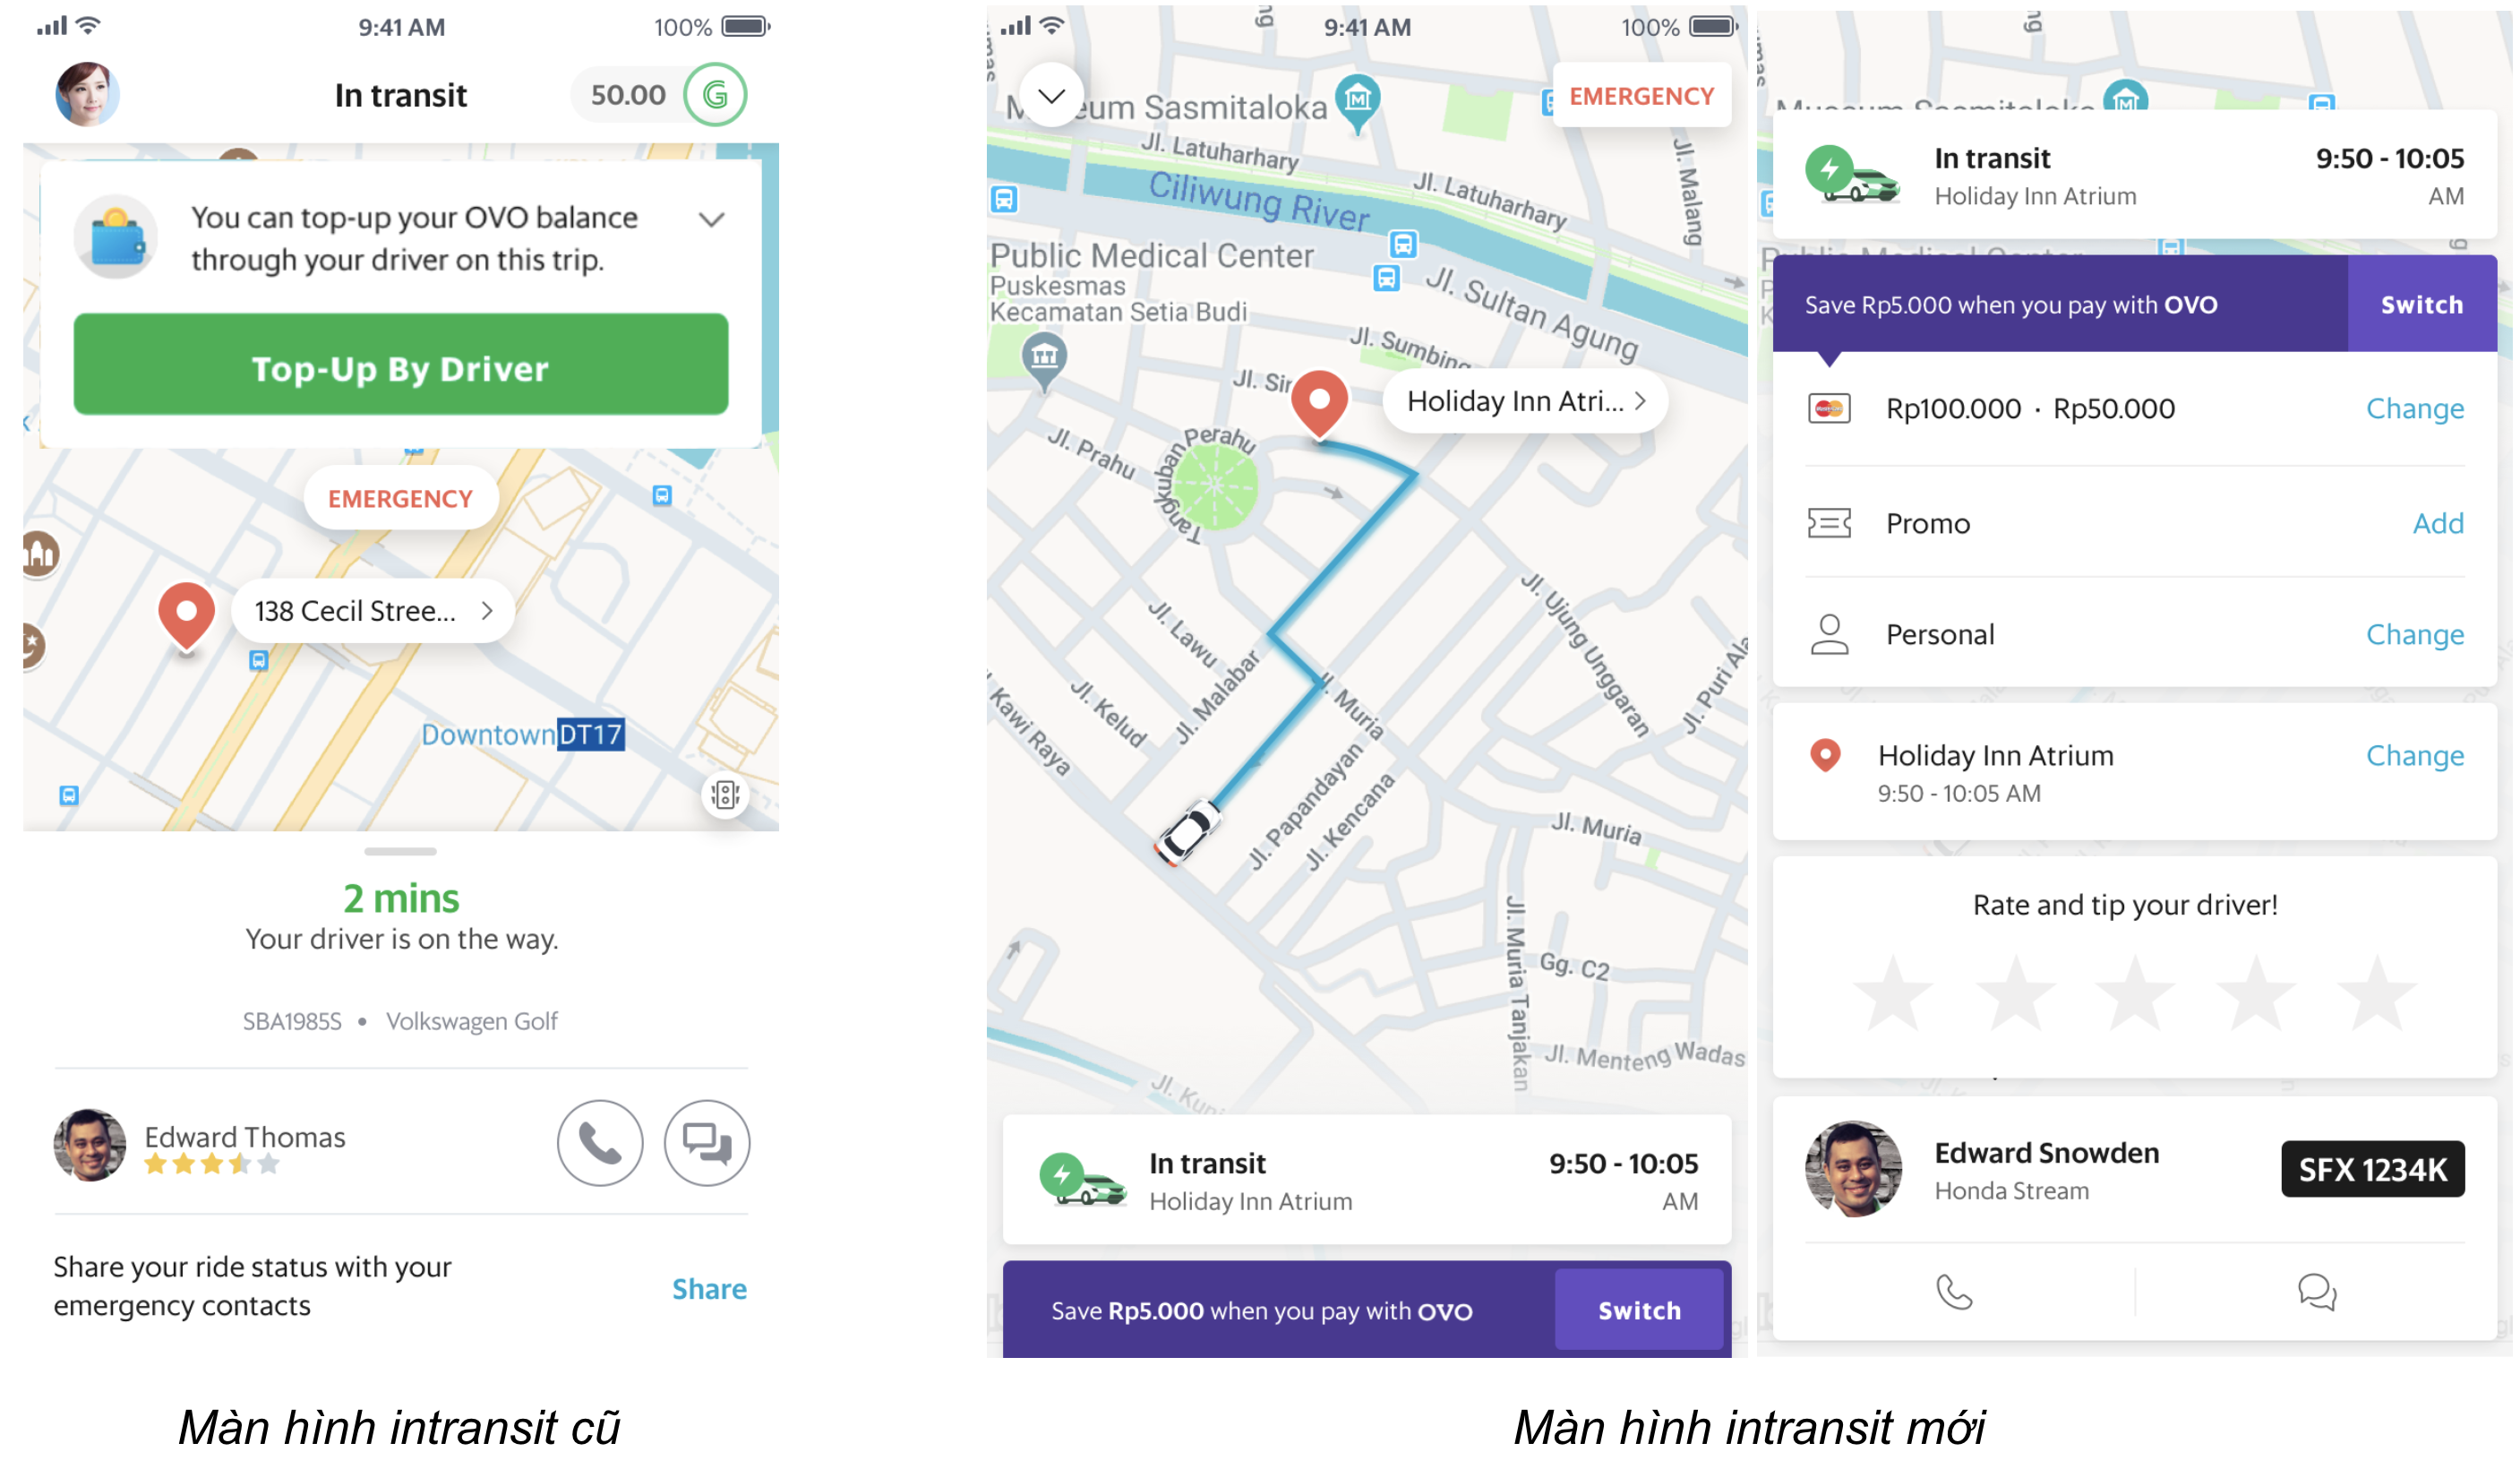 9:41 AM
100%
In transit
50.00
You can top-up your OVO balance
through your driver on this trip.
Top-Up By Driver
EMERGENCY
138 Cecil Stree...
Downtown DT17
2 mins
Your driver is on the way.
SBA1985S • Volkswagen Golf
Edward Thomas
Share your ride status with your
emergency contacts
Share
Màn hình intransit cũ
9:41 AM
100%
EMERGENCY
eum Sasmitaloka
Jl. Latuharhary
Jl. Latuharhary
Jl. Malang
Ciliwung River
Public Medical Center
Puskesmas
Kecamatan Setia Budi
Jl. Sultan Agung
Jl. Sumbing
Jl. Sir
Holiday Inn Atri...
Jl. Prahu
Tangkuban Perahu
Jl. Ujung Unggaran
Jl. Puri Ala
Jl. Lawu
Jl. Malabar
Jl. Kelud
Kawi Raya
Jl. Muria
Jl. Papandayan
Jl. Kencana
Jl. Muria
Jl. Muria Tanjakan
Gg. C2
Jl. Menteng Wadas
Jl. Kuni
In transit
9:50 - 10:05
Holiday Inn Atrium
AM
Save Rp5.000 when you pay with OVO
Switch
Museum Sasmitaloka
In transit
9:50 - 10:05
Holiday Inn Atrium
AM
Public Medical Center
Save Rp5.000 when you pay with OVO
Switch
Rp100.000 · Rp50.000
Change
Promo
Add
Personal
Change
Holiday Inn Atrium
Change
9:50 - 10:05 AM
Rate and tip your driver!
Edward Snowden
SFX 1234K
Honda Stream
Màn hình intransit mới